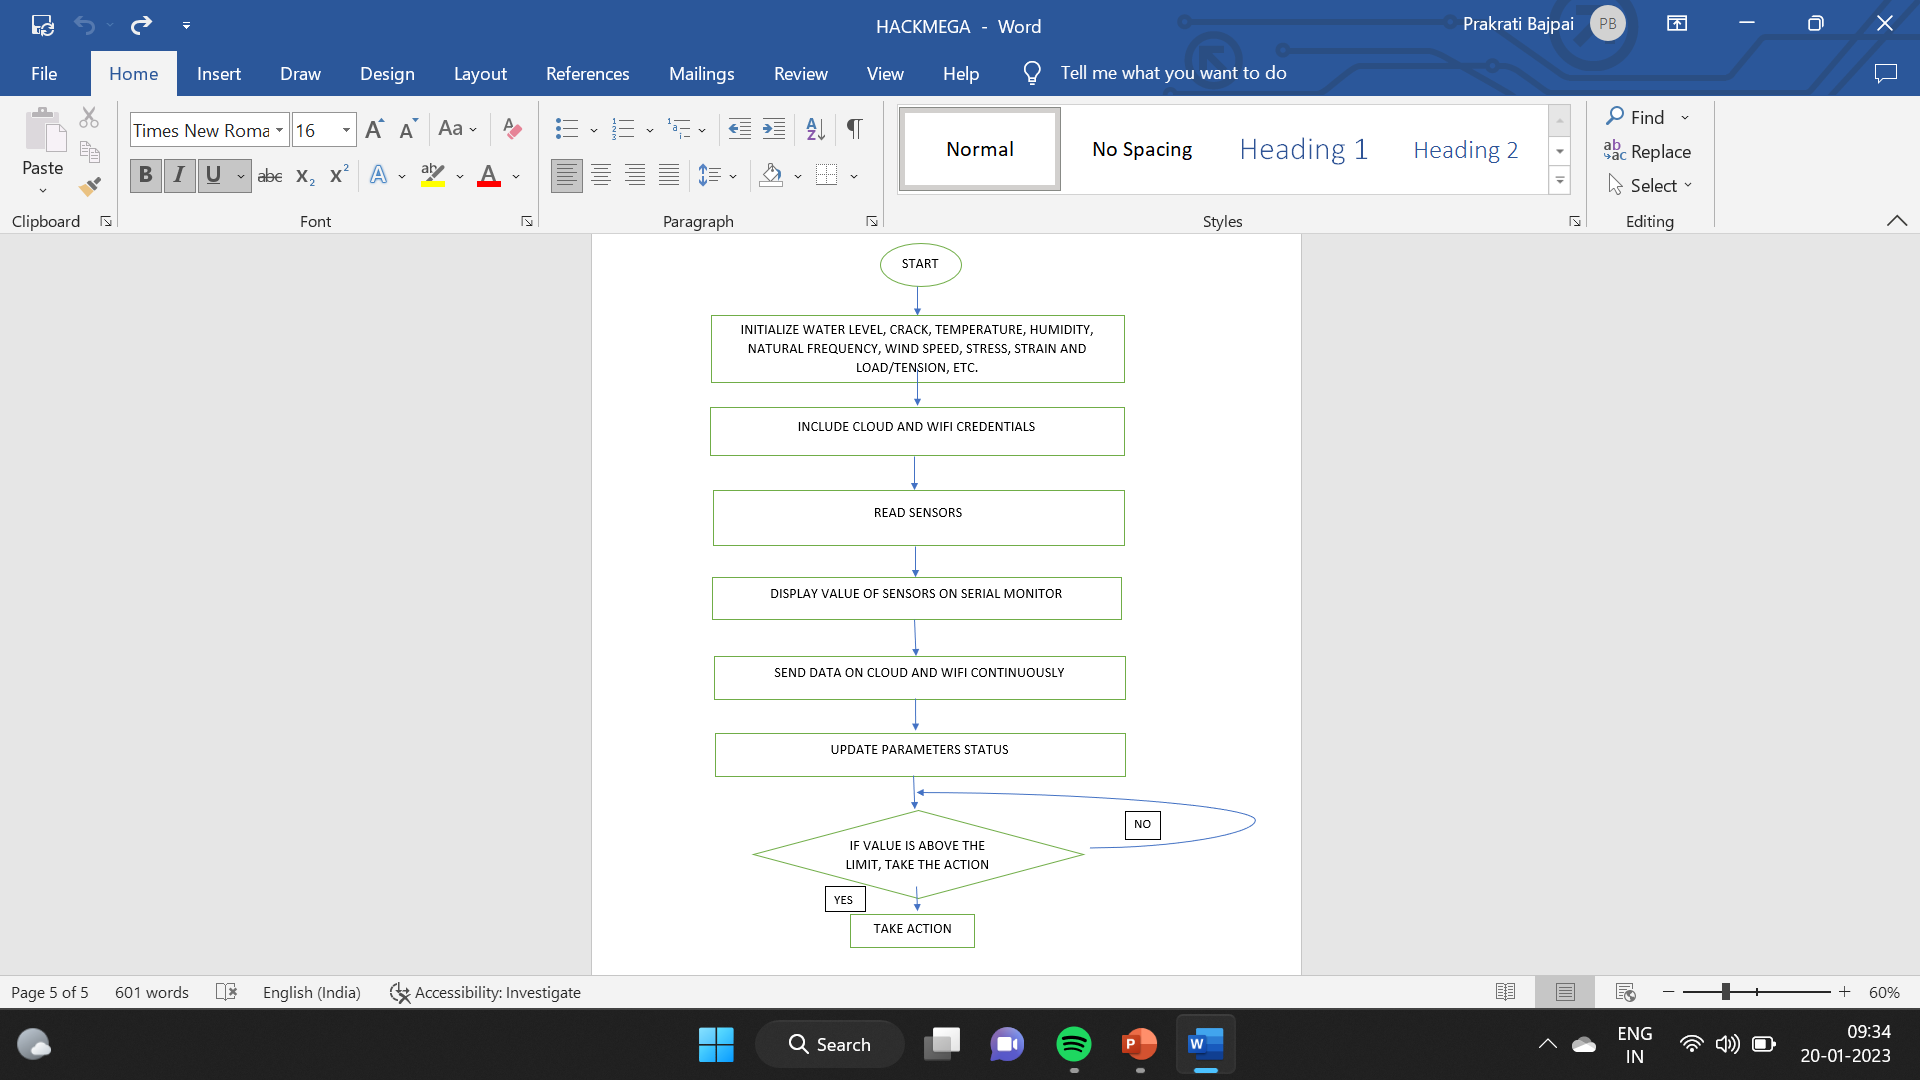 HACKMEGA - Word
Prakrati Bajpai
PB
File
Home
Insert
Draw
Design
Layout
References
Mailings
Review
View
Help
Tell me what you want to do
Paste
Clipboard
Times New Roma
16
Font
Paragraph
Normal
No Spacing
Heading 1
Heading 2
Styles
Find
Replace
Select
Editing
START
INITIALIZE WATER LEVEL, CRACK, TEMPERATURE, HUMIDITY,
NATURAL FREQUENCY, WIND SPEED, STRESS, STRAIN AND
LOAD/TENSION, ETC.
INCLUDE CLOUD AND WIFI CREDENTIALS
READ SENSORS
DISPLAY VALUE OF SENSORS ON SERIAL MONITOR
SEND DATA ON CLOUD AND WIFI CONTINUOUSLY
UPDATE PARAMETERS STATUS
NO
IF VALUE IS ABOVE THE
LIMIT, TAKE THE ACTION
YES
TAKE ACTION
Page 5 of 5
601 words
English (India)
Accessibility: Investigate
60%
Search
ENG
IN
09:34
20-01-2023